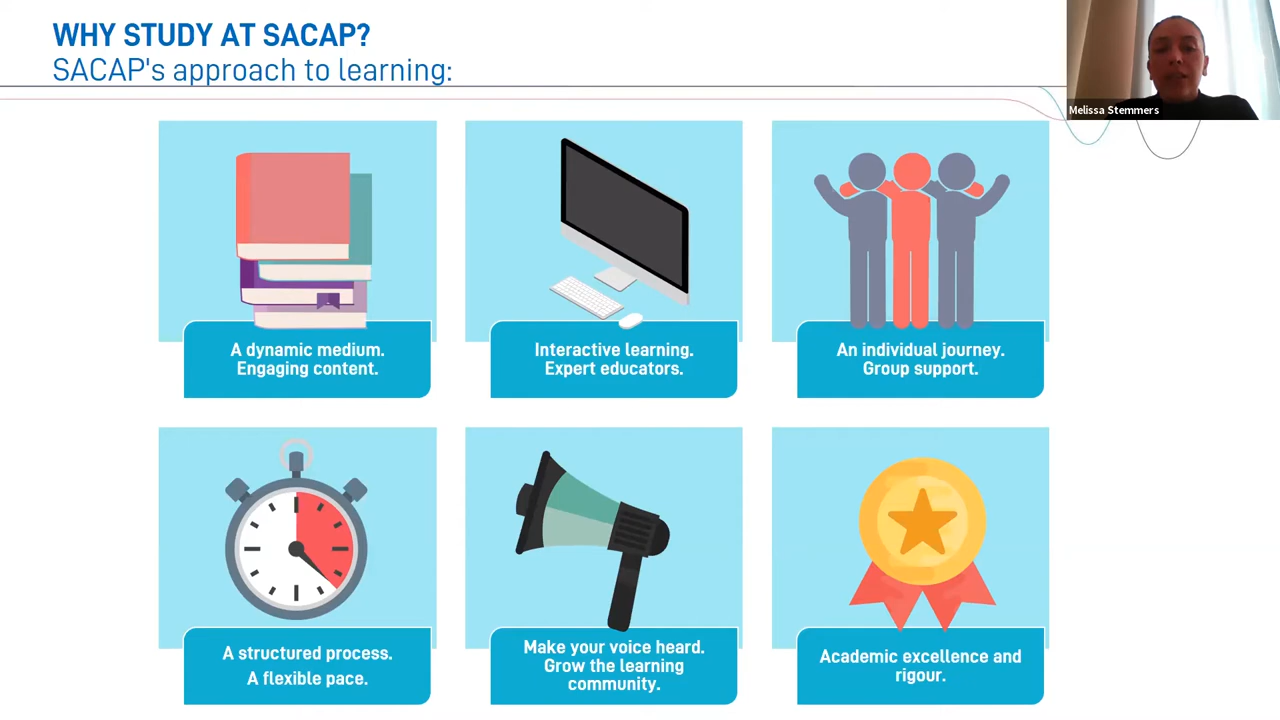 WHY STUDY AT SACAP?
SACAP's approach to learning:
Melissa Stemmers
A dynamic medium.
Engaging content.
Interactive learning.
Expert educators.
An individual journey.
Group support.
A structured process.
A flexible pace.
Make your voice heard.
Grow the learning
community.
Academic excellence and
rigour.